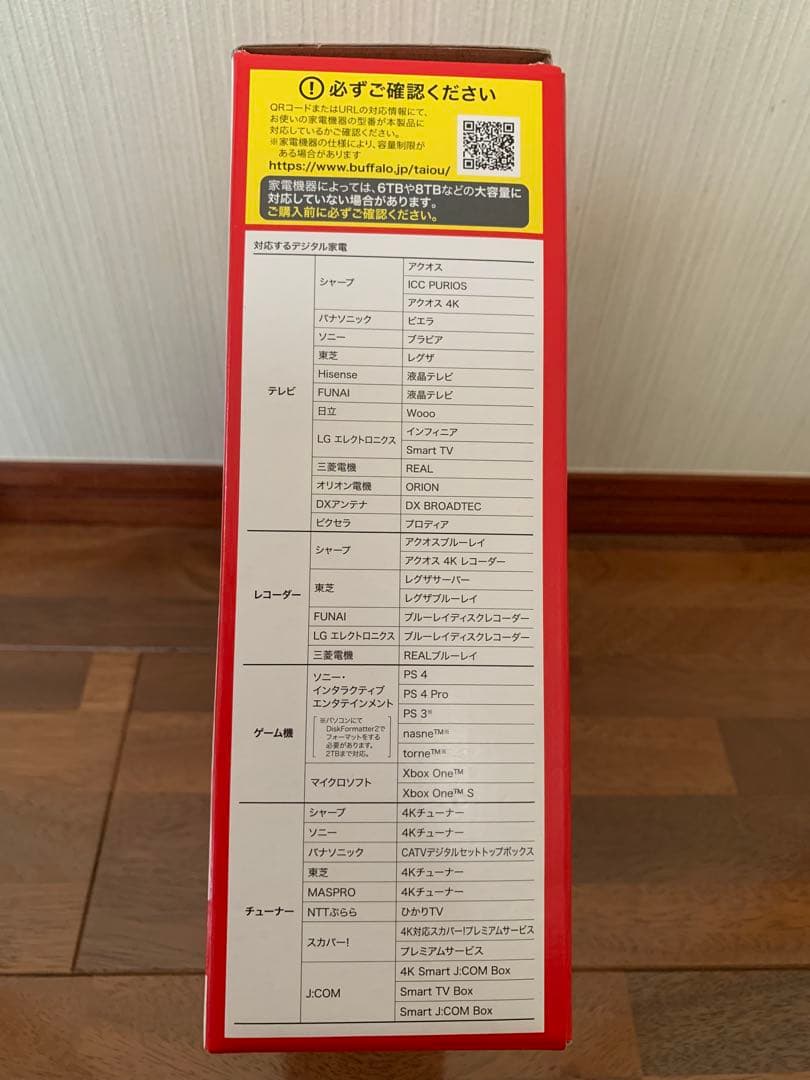 ! 必ずご確認ください
QRコードまたはURLの対応情報にて、
お使いの家電機器の型番が本製品に
対応しているかご確認ください。
※家電機器の仕様により、容量制限が
ある場合があります
https://www.buffalo.jp/taiou/
家電機器によっては、6TBや8TBなどの大容量に
対応していない場合があります。
ご購入前に必ずご確認ください。
対応するデジタル家電
テレビ
シャープ
アクオス
ICC PURIOS
アクオス 4K
パナソニック ビエラ
ソニー ブラビア
東芝 レグザ
Hisense 液晶テレビ
FUNAI 液晶テレビ
日立 Wooo
LG エレクトロニクス
インフィニア
Smart TV
三菱電機 REAL
オリオン電機 ORION
DXアンテナ DX BROADTEC
ピクセラ プロディア
レコーダー
シャープ
アクオスブルーレイ
アクオス 4K レコーダー
東芝
レグザサーバー
レグザブルーレイ
FUNAI ブルーレイディスクレコーダー
LG エレクトロニクス ブルーレイディスクレコーダー
三菱電機 REALブルーレイ
ゲーム機
ソニー・
インタラクティブ
エンタテインメント
※パソコンにて
DiskFormatter2で
フォーマットをする
必要があります。
2TBまで対応。
PS 4
PS 4 Pro
PS 3※
nasne™※
torne™※
マイクロソフト
Xbox One™
Xbox One™ S
チューナー
シャープ 4Kチューナー
ソニー 4Kチューナー
パナソニック CATVデジタルセットトップボックス
東芝 4Kチューナー
MASPRO 4Kチューナー
NTTぷらら ひかりTV
スカパー!
4K対応スカパー!プレミアムサービス
プレミアムサービス
J:COM
4K Smart J:COM Box
Smart TV Box
Smart J:COM Box